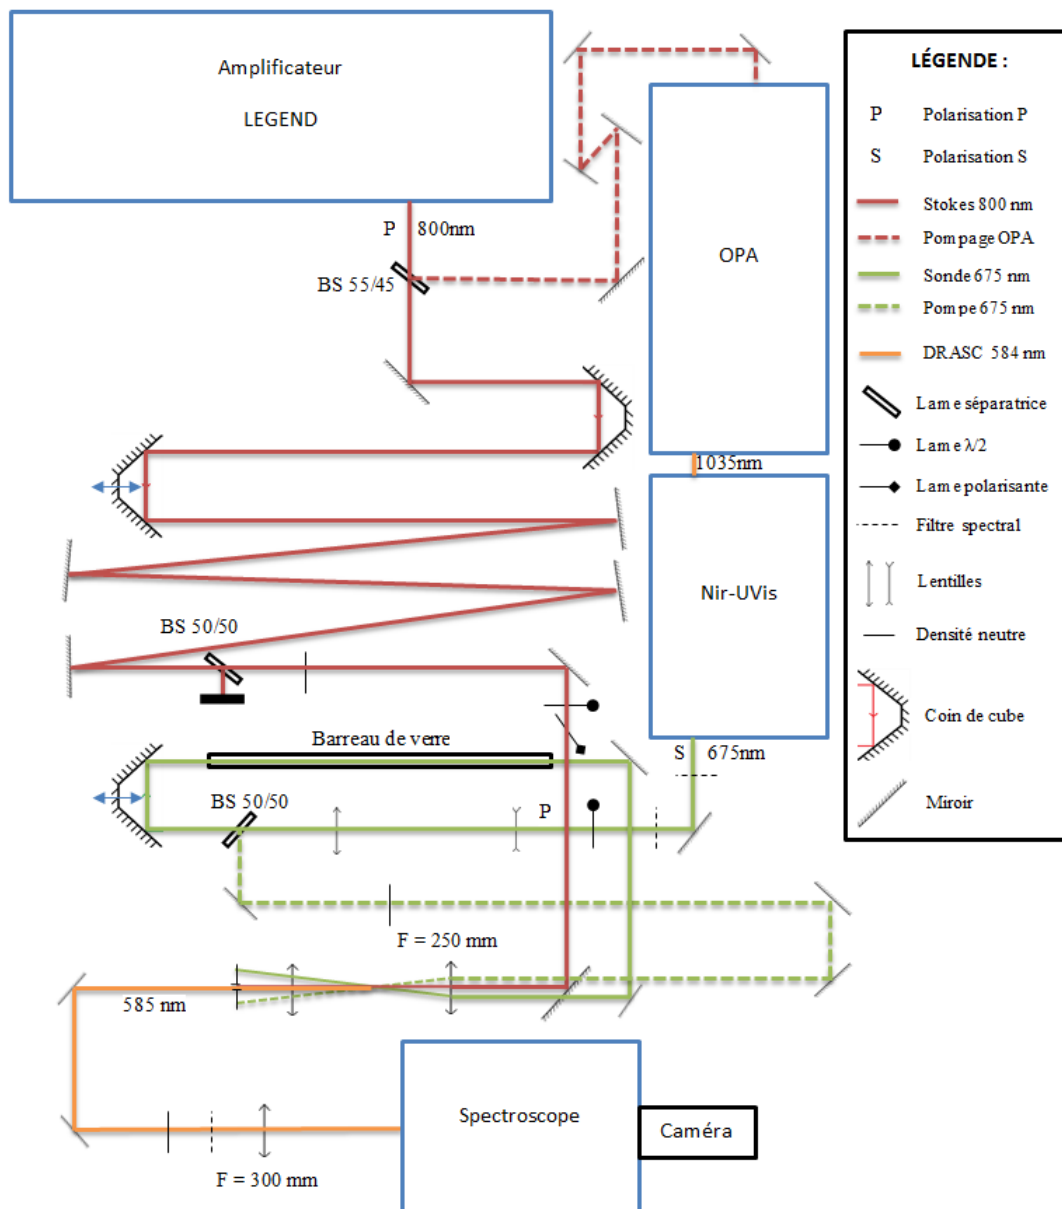 Amplificateur
LEGEND
P 800nm
BS 55/45
OPA
1035nm
Nir-UVis
BS 50/50
Barreau de verre
S 675nm
BS 50/50
P
F = 250 mm
585 nm
Spectroscope
Caméra
F = 300 mm
LÉGENDE :
P Polarisation P
S Polarisation S
Stokes 800 nm
Pompage OPA
Sonde 675 nm
Pompe 675 nm
DRASC 584 nm
Lame séparatrice
Lame λ/2
Lame polarisante
Filtre spectral
Lentilles
Densité neutre
Coin de cube
Miroir